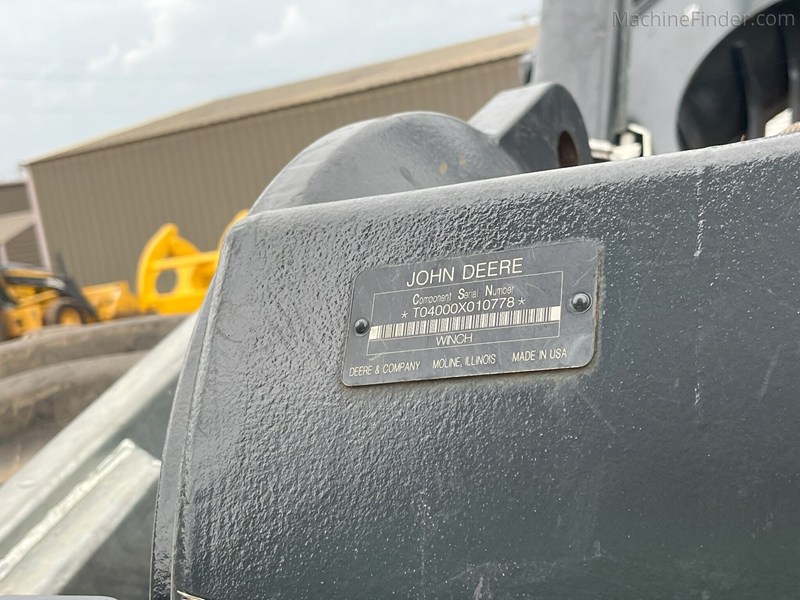 MachineFinder.com
JOHN DEERE
Component Serial Number
*T04000X010778*
WINCH
DEERE & COMPANY MOLINE, ILLINOIS MADE IN USA